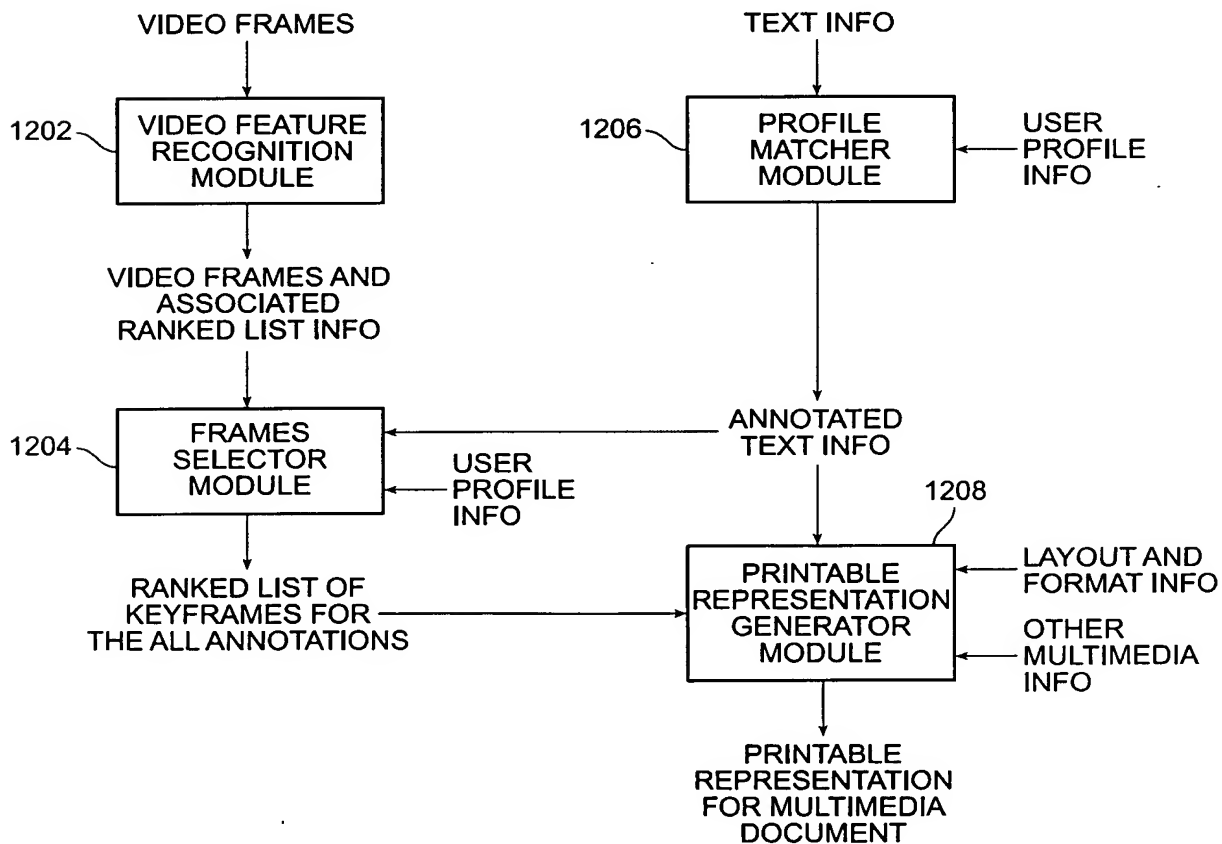 VIDEO FRAMES
1202
VIDEO FEATURE
RECOGNITION
MODULE
VIDEO FRAMES AND
ASSOCIATED
RANKED LIST INFO
1204
FRAMES
SELECTOR
MODULE
USER
PROFILE
INFO
RANKED LIST OF
KEYFRAMES FOR
THE ALL ANNOTATIONS
TEXT INFO
1206
PROFILE
MATCHER
MODULE
USER
PROFILE
INFO
ANNOTATED
TEXT INFO
1208
PRINTABLE
REPRESENTATION
GENERATOR
MODULE
LAYOUT AND
FORMAT INFO
OTHER
MULTIMEDIA
INFO
PRINTABLE
REPRESENTATION
FOR MULTIMEDIA
DOCUMENT